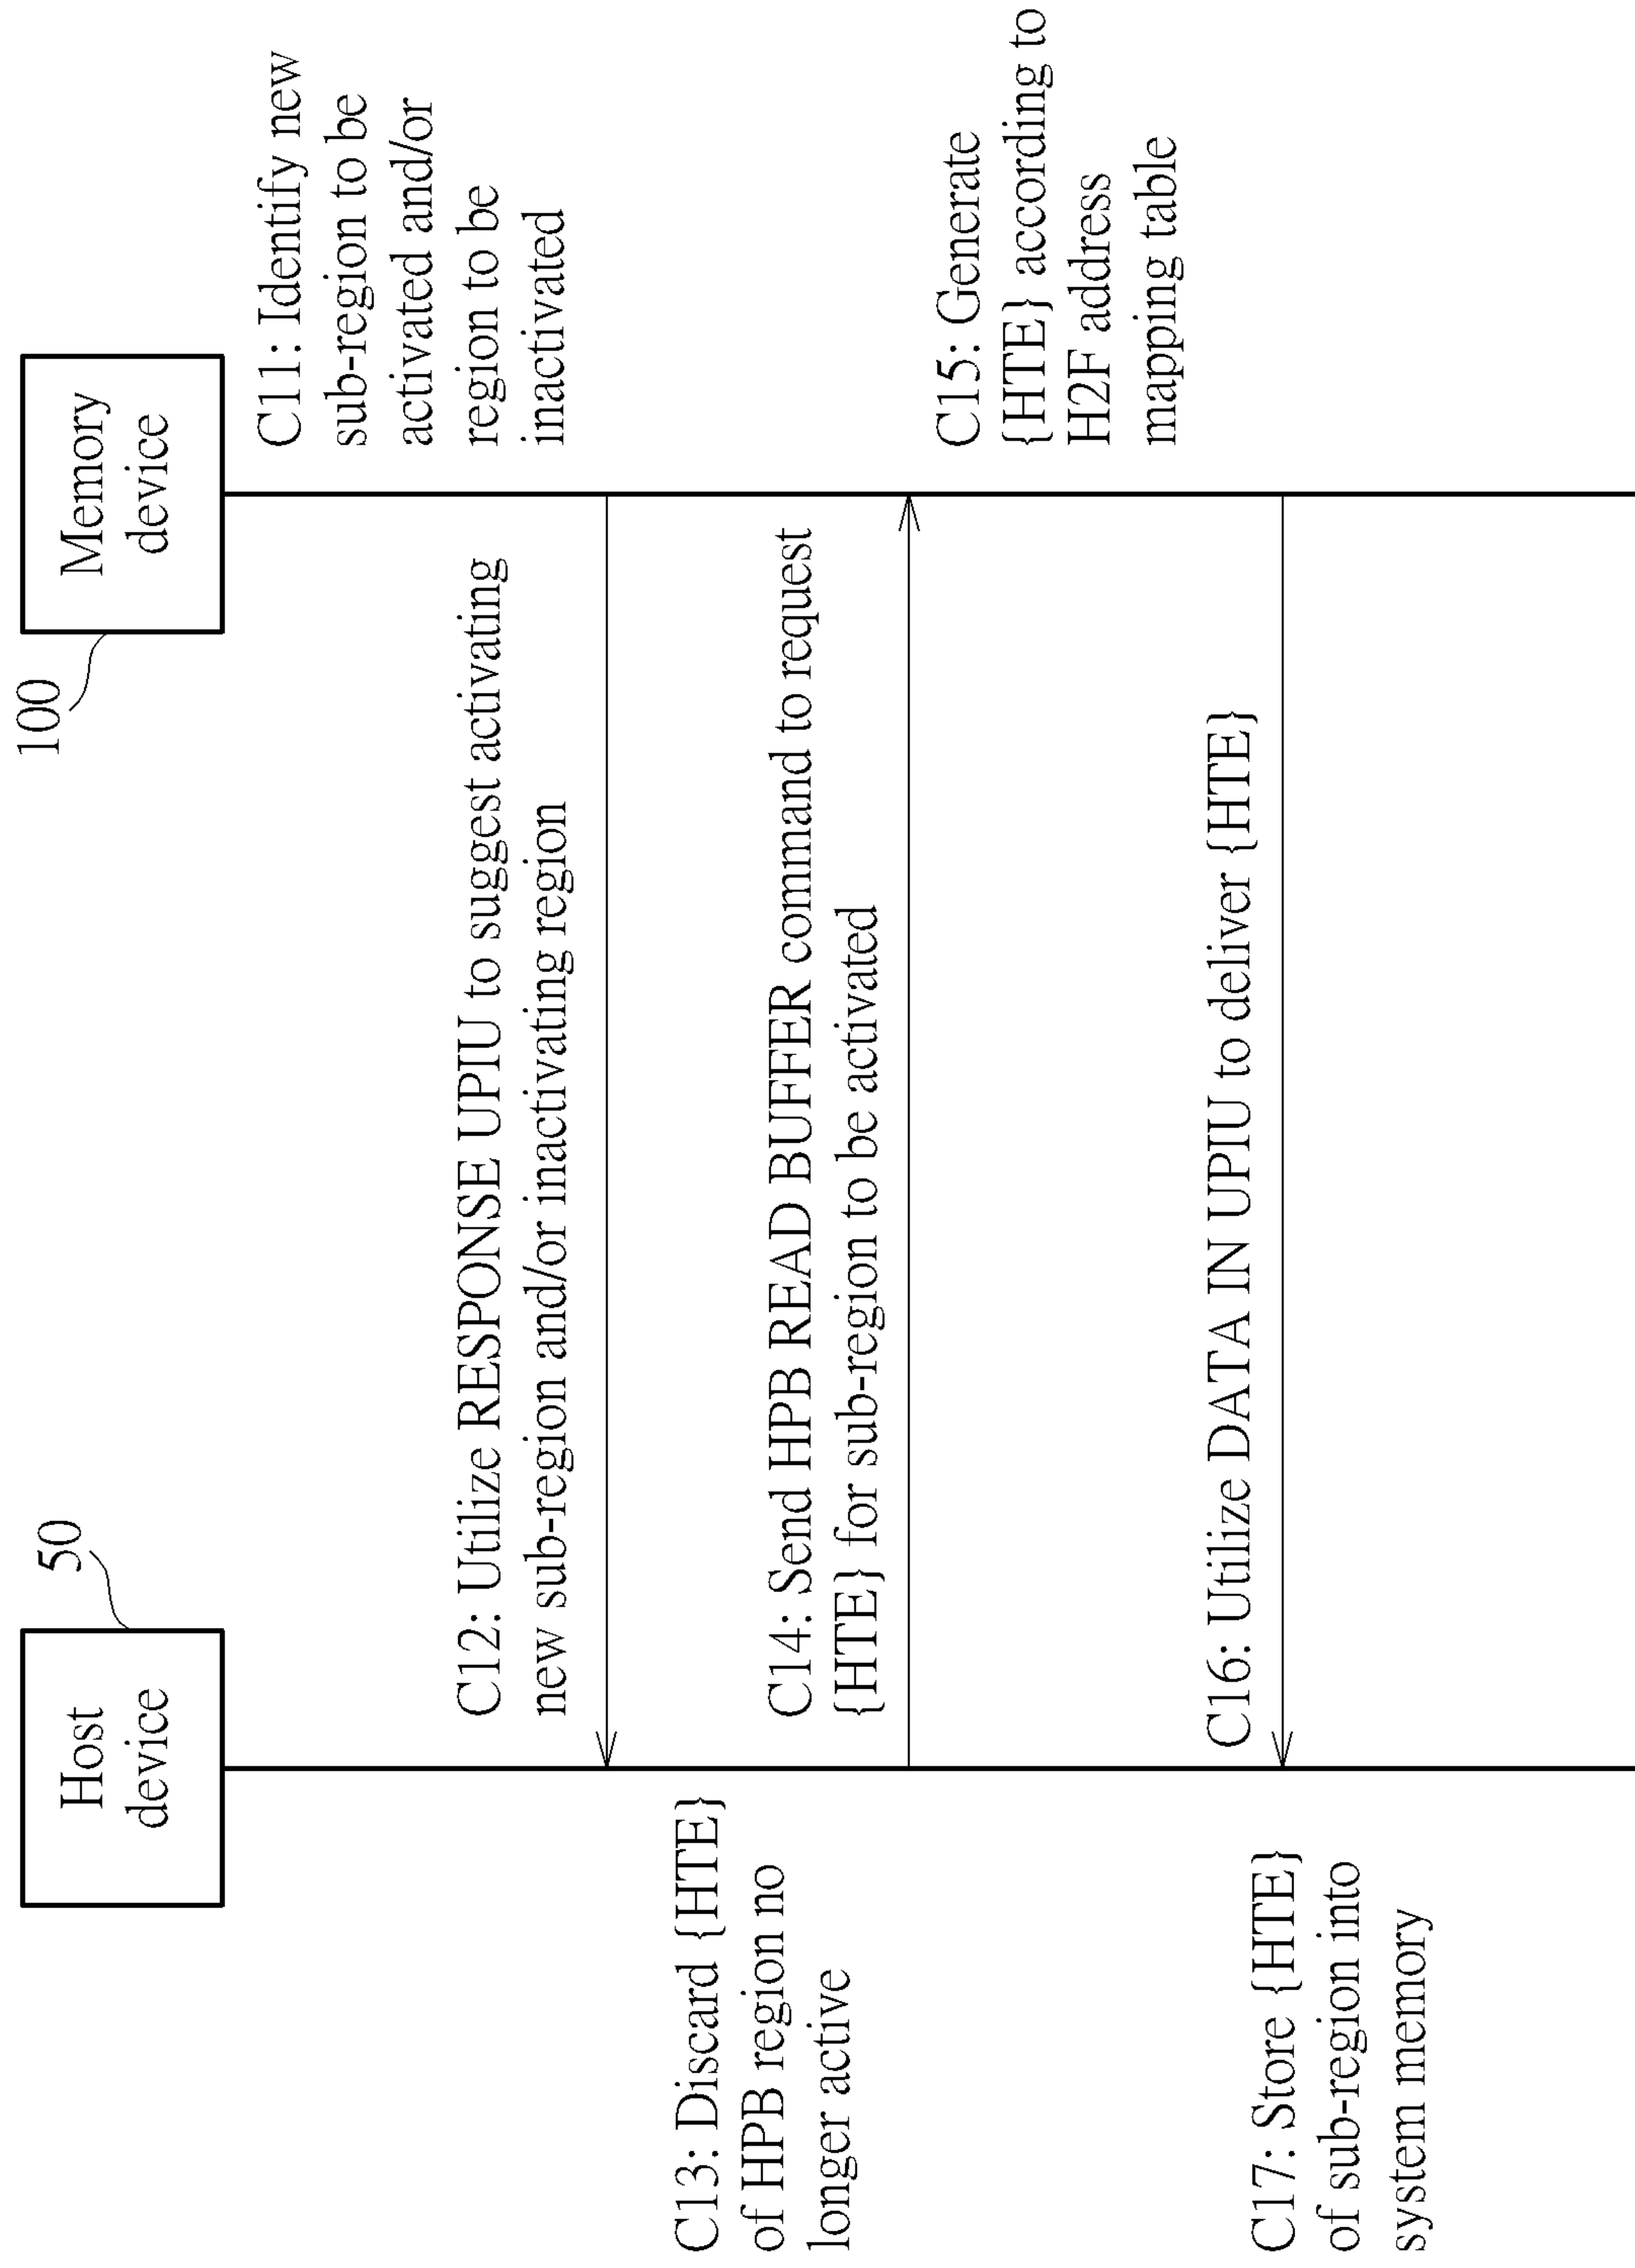 Host
device
50
Memory
device
100
C11: Identify new
sub-region to be
activated and/or
region to be
inactivated
C12: Utilize RESPONSE UPIU to suggest activating
new sub-region and/or inactivating region
C13: Discard {HTE}
of HPB region no
longer active
C14: Send HPB READ BUFFER command to request
{HTE} for sub-region to be activated
C15: Generate
{HTE} according to
H2F address
mapping table
C16: Utilize DATA IN UPIU to deliver {HTE}
C17: Store {HTE}
of sub-region into
system memory